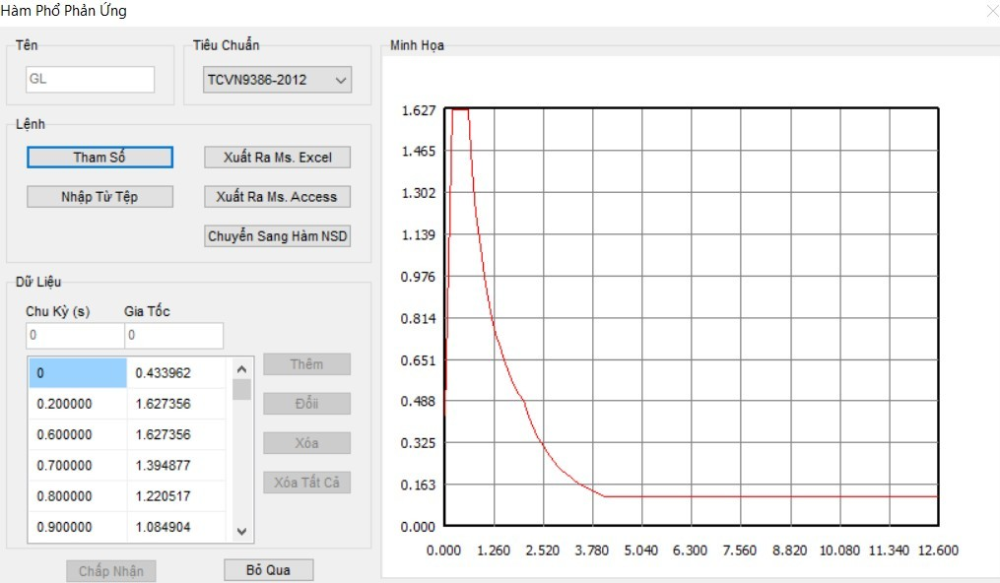 Hàm Phổ Phản Ứng
Tên
GL
Tiêu Chuẩn
TCVN9386-2012
Lệnh
Tham Số
Xuất Ra Ms. Excel
Nhập Từ Tệp
Xuất Ra Ms. Access
Chuyển Sang Hàm NSD
Dữ Liệu
Chu Kỳ (s) Gia Tốc
0 0
0 0.433962
0.200000 1.627356
0.600000 1.627356
0.700000 1.394877
0.800000 1.220517
0.900000 1.084904
Thêm
Đổii
Xóa
Xóa Tất Cả
Chấp Nhận
Bỏ Qua
Minh Họa
1.627
1.465
1.302
1.139
0.976
0.814
0.651
0.488
0.325
0.163
0.000
0.000 1.260 2.520 3.780 5.040 6.300 7.560 8.820 10.080 11.340 12.600